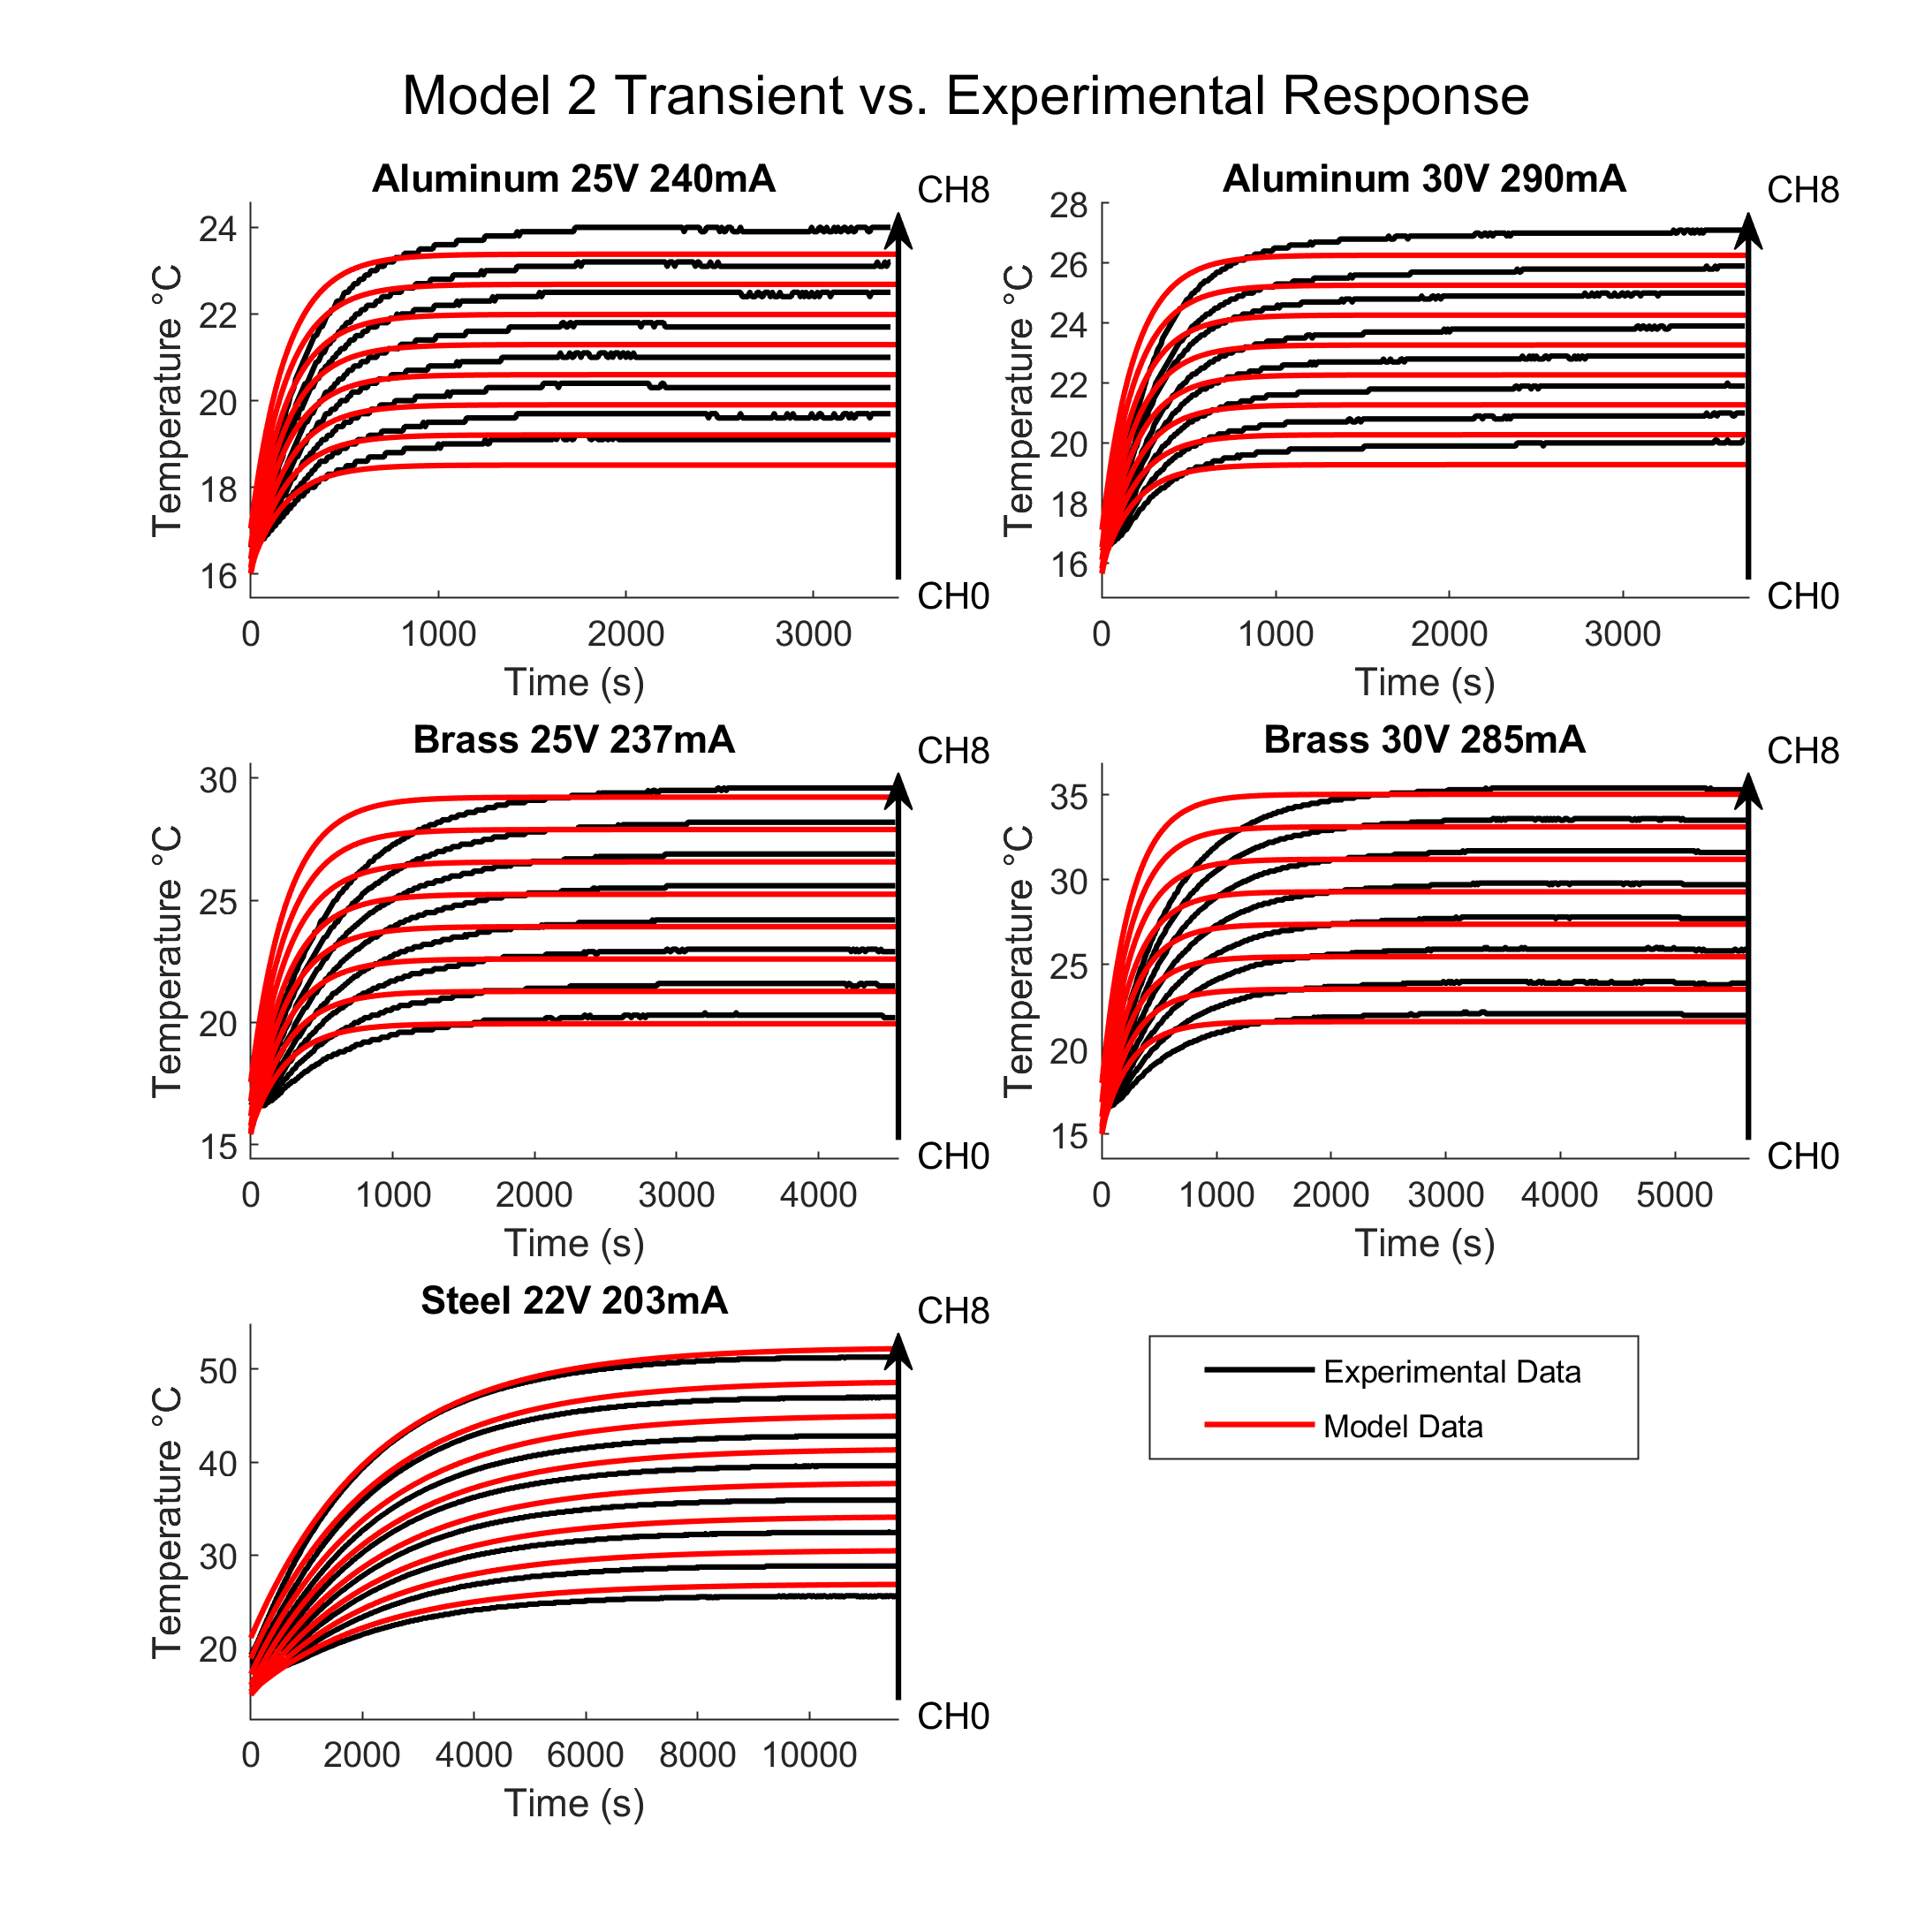 Model 2 Transient vs. Experimental Response
Aluminum 25V 240mA
CH8
24
22
20
18
16
Temperature °C
0
1000
2000
3000
Time (s)
CH0
Aluminum 30V 290mA
CH8
28
26
24
22
20
18
16
Temperature °C
0
1000
2000
3000
Time (s)
CH0
Brass 25V 237mA
CH8
30
25
20
15
Temperature °C
0
1000
2000
3000
4000
Time (s)
CH0
Brass 30V 285mA
CH8
35
30
25
20
15
Temperature °C
0
1000
2000
3000
4000
5000
Time (s)
CH0
Steel 22V 203mA
CH8
50
40
30
20
Temperature °C
0
2000
4000
6000
8000
10000
Time (s)
CH0
Experimental Data
Model Data